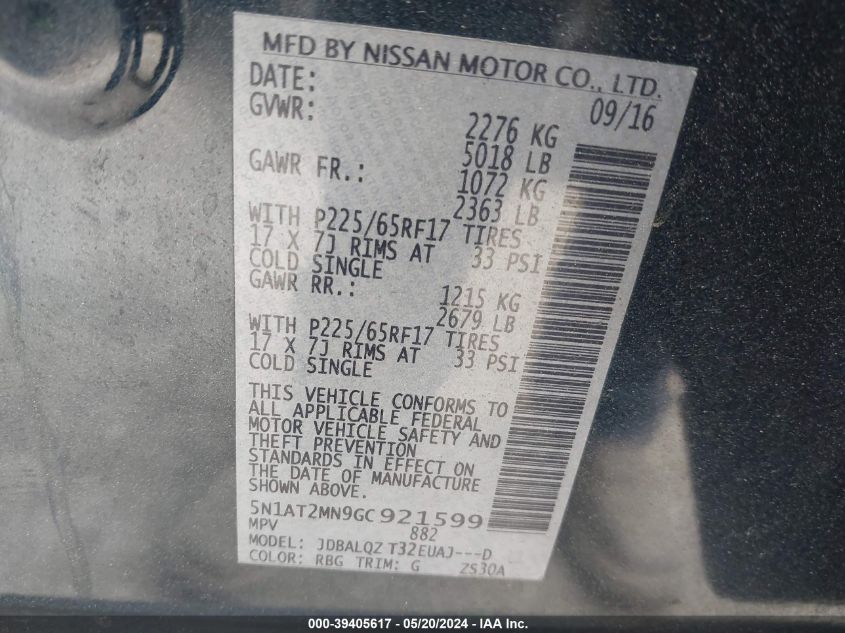 MFD BY NISSAN MOTOR CO., LTD.
DATE: 09/16
GVWR: 2276 KG
5018 LB
GAWR FR.: 1072 KG
2363 LB
WITH P225/65RF17 TIRES
17 X 7J RIMS AT 33 PSI
COLD SINGLE
GAWR RR.: 1215 KG
2679 LB
WITH P225/65RF17 TIRES
17 X 7J RIMS AT 33 PSI
COLD SINGLE
THIS VEHICLE CONFORMS TO
ALL APPLICABLE FEDERAL
MOTOR VEHICLE SAFETY AND
THEFT PREVENTION
STANDARDS IN EFFECT ON
THE DATE OF MANUFACTURE
SHOWN ABOVE.
5N1AT2MN9GC921599
MPV 882
MODEL: JDBALQZ T32EUAJ---D
COLOR: RBG TRIM: G ZS30A
000-39405617 - 05/20/2024 - IAA Inc.